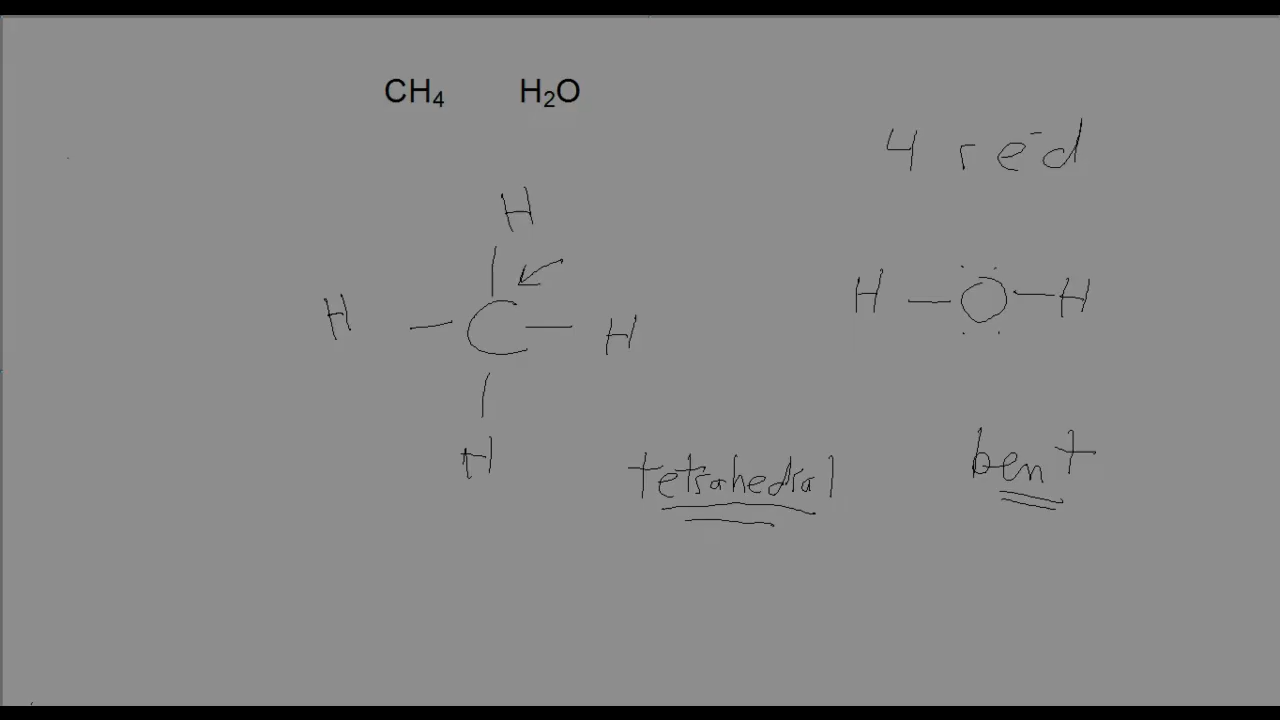 CH₄ H₂O
4 red
H
H – O – H
H – C – H
H
tetrahedral bent